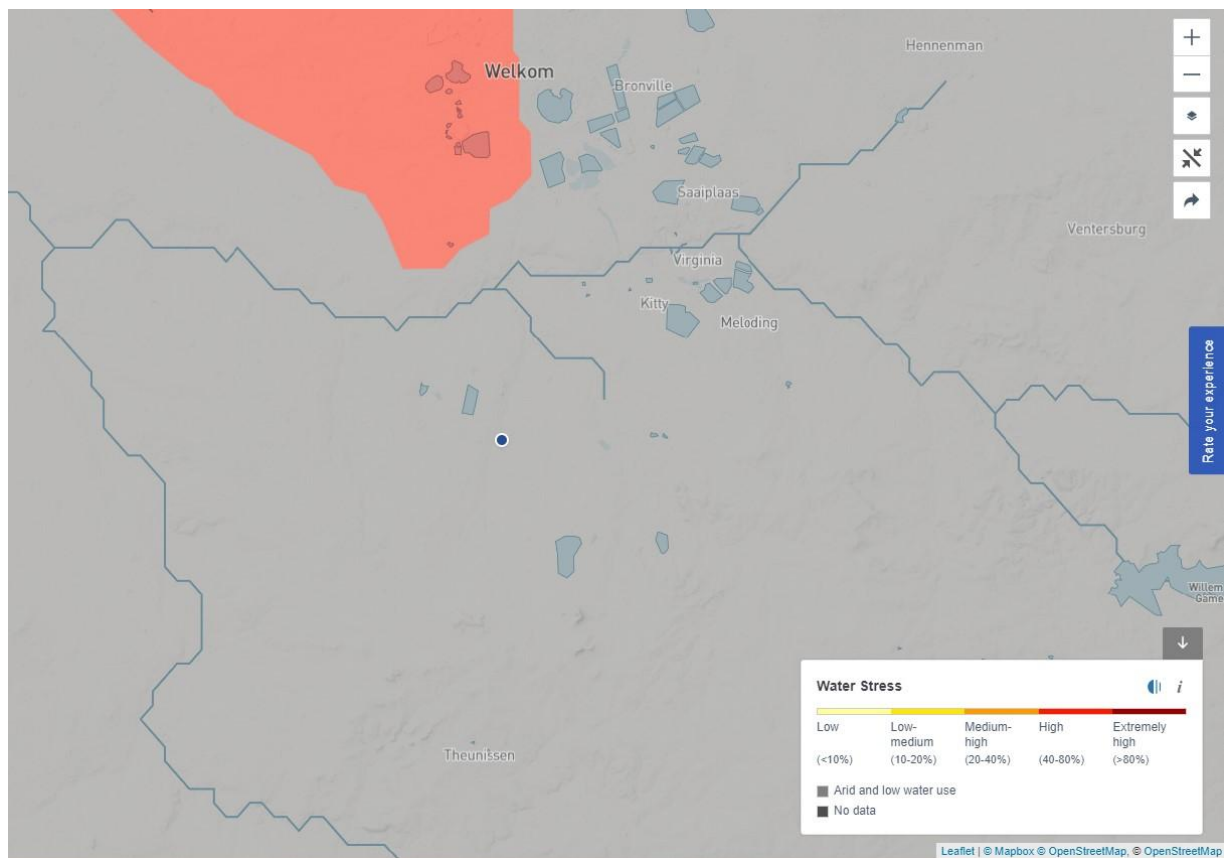 Hennenman
Welkom
Bronville
Saaiplaas
Ventersburg
Virginia
Kitty
Meloding
Rate your experience
Willem
Game
Theunissen
Water Stress
i
Low
Low-
medium
Medium-
high
High
Extremely
high
(<10%)
(10-20%)
(20-40%)
(40-80%)
(>80%)
Arid and low water use
No data
Leaflet | © Mapbox © OpenStreetMap, © OpenStreetMap